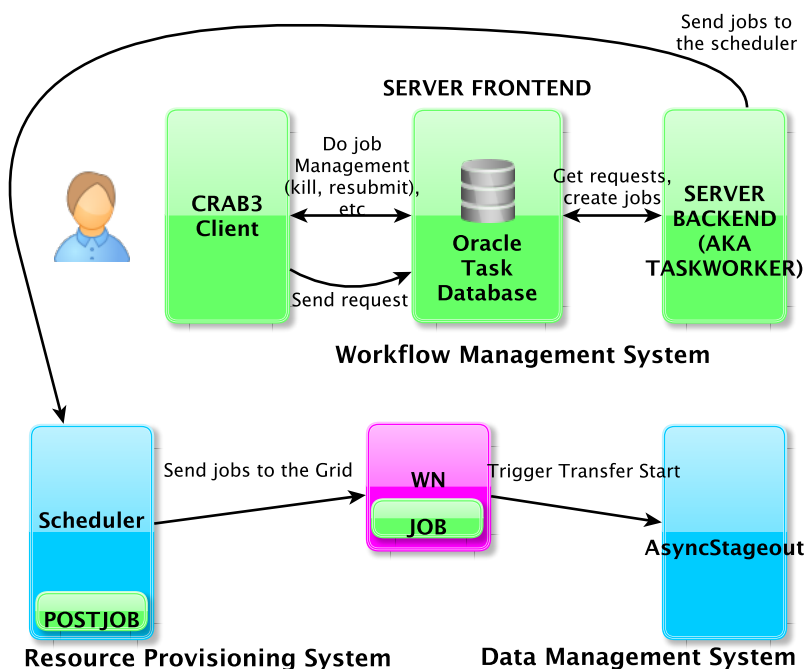 Send jobs to
the scheduler
SERVER FRONTEND
CRAB3
Client
Do job
Management
(kill, resubmit),
etc
Send request
Oracle
Task
Database
Get requests,
create jobs
SERVER
BACKEND
(AKA
TASKWORKER)
Workflow Management System
Scheduler
POSTJOB
Send jobs to the Grid
WN
JOB
Trigger Transfer Start
AsyncStageout
Resource Provisioning System
Data Management System